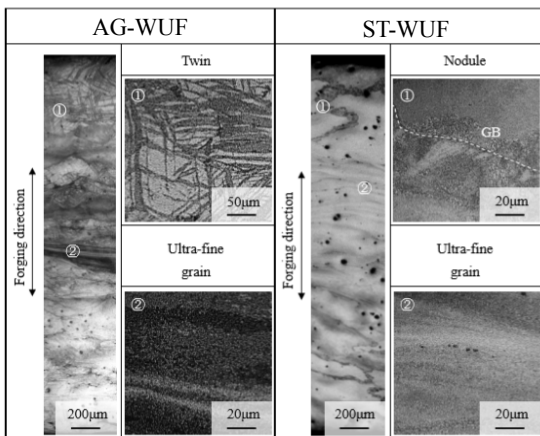 AG-WUF
ST-WUF
Forging direction
①
②
200μm
Twin
①
50μm
Ultra-fine
grain
②
20μm
Forging direction
①
②
200μm
Nodule
①
GB
20μm
Ultra-fine
grain
②
20μm